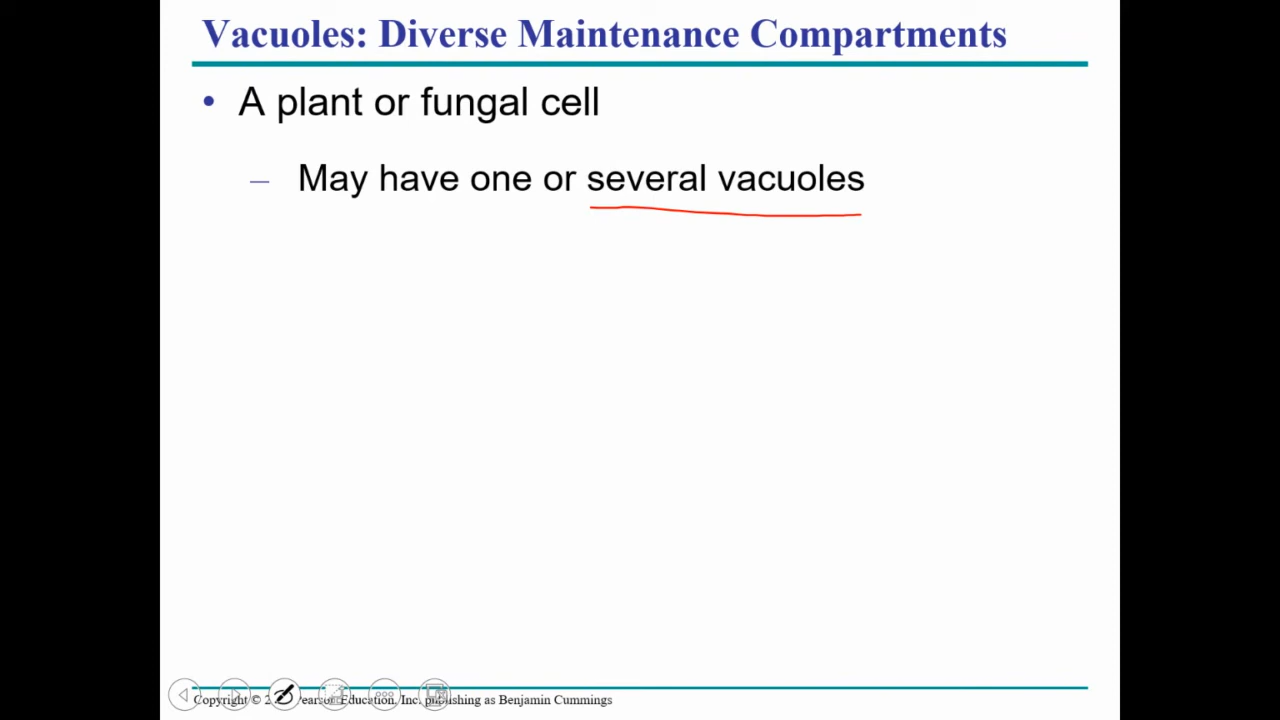 Vacuoles: Diverse Maintenance Compartments
• A plant or fungal cell
– May have one or several vacuoles
Copyright © Education, Inc. publishing as Benjamin Cummings